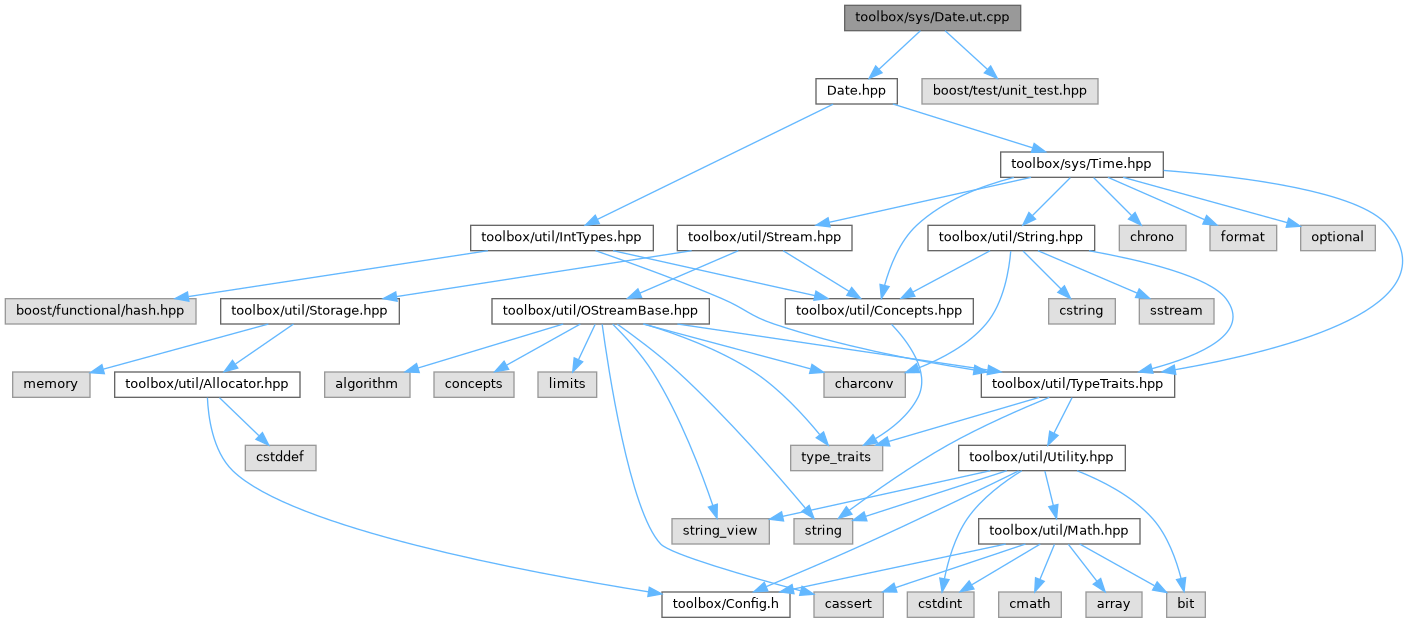 toolbox/sys/Date.ut.cpp
Date.hpp
boost/test/unit_test.hpp
toolbox/sys/Time.hpp
toolbox/util/IntTypes.hpp
toolbox/util/Stream.hpp
toolbox/util/String.hpp
chrono
format
optional
boost/functional/hash.hpp
toolbox/util/Storage.hpp
toolbox/util/OStreamBase.hpp
toolbox/util/Concepts.hpp
cstring
sstream
memory
toolbox/util/Allocator.hpp
algorithm
concepts
limits
charconv
toolbox/util/TypeTraits.hpp
cstddef
type_traits
toolbox/util/Utility.hpp
string_view
string
toolbox/util/Math.hpp
toolbox/Config.h
cassert
cstdint
cmath
array
bit